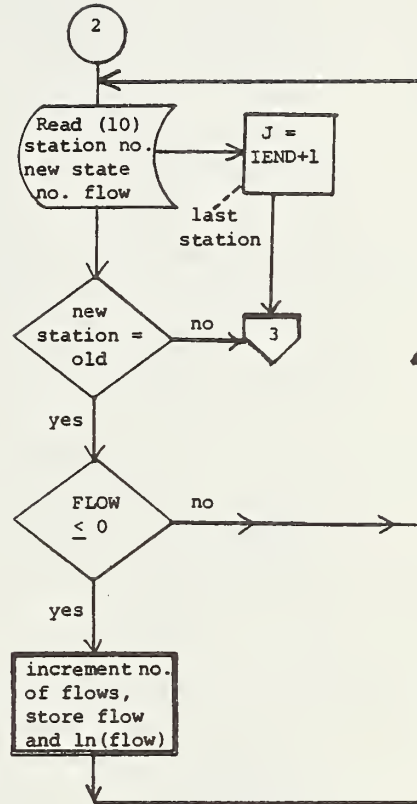 2
Read (10)
station no.
new state
no. flow
J =
IEND+1
last
station
new
station =
old
no
3
yes
FLOW
≤ 0
no
yes
increment no.
of flows,
store flow
and ln(flow)